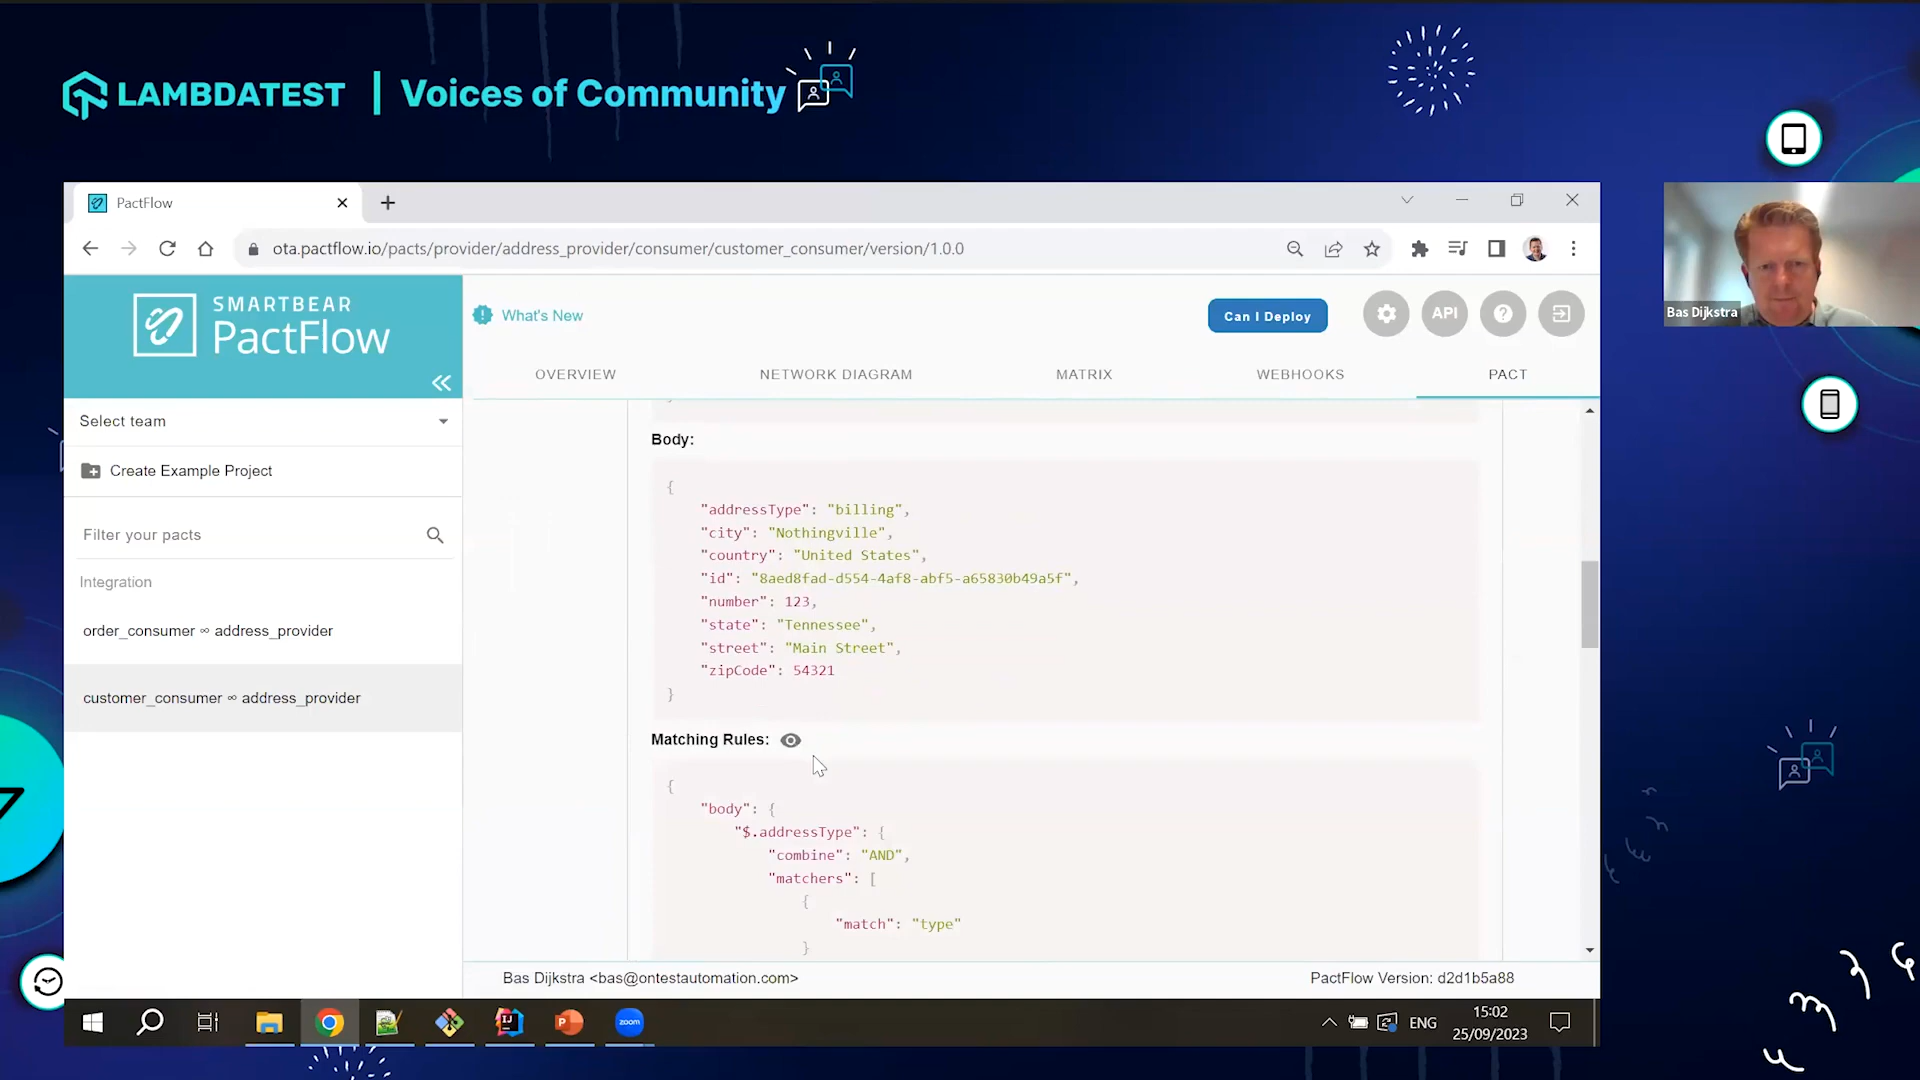 LAMBDATEST | Voices of Community
PactFlow
ota.pactflow.io/pacts/provider/address_provider/consumer/customer_consumer/version/1.0.0
Bas Dijkstra
SMARTBEAR
PactFlow
What's New
Can I Deploy
API
OVERVIEW
NETWORK DIAGRAM
MATRIX
WEBHOOKS
PACT
Select team
Create Example Project
Filter your pacts
Integration
order_consumer ∞ address_provider
customer_consumer ∞ address_provider
Body:
{
"addressType": "billing",
"city": "Nothingville",
"country": "United States",
"id": "8aed8fad-d554-4af8-abf5-a65830b49a5f",
"number": 123,
"state": "Tennessee",
"street": "Main Street",
"zipCode": 54321
}
Matching Rules:
{
"body": {
"$.addressType": {
"combine": "AND",
"matchers": [
{
"match": "type"
}
Bas Dijkstra <bas@ontestautomation.com>
PactFlow Version: d2d1b5a88
zoom
ENG
15:02
25/09/2023